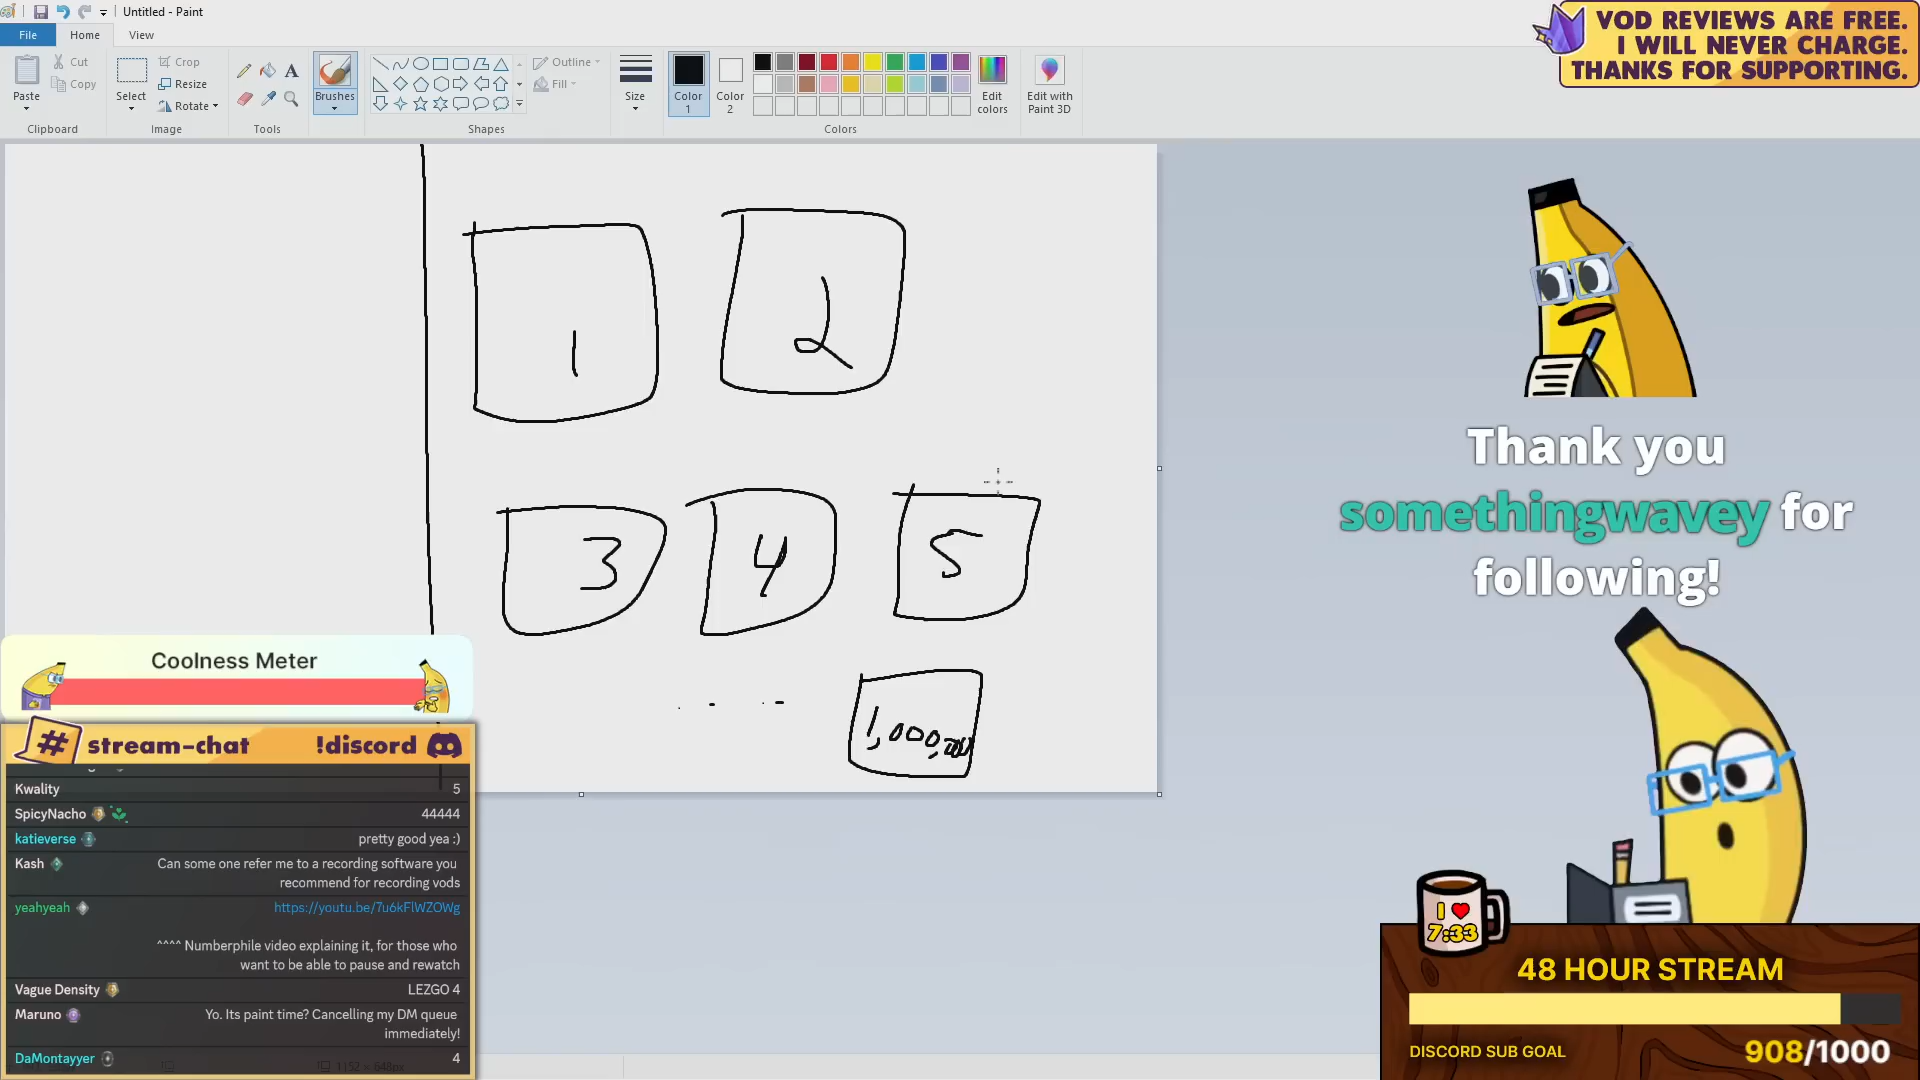 Untitled - Paint
File
Home
View
Paste
Cut
Copy
Clipboard
Select
Crop
Resize
Rotate
Image
A
Tools
Brushes
Outline
Fill
Shapes
Size
Color
1
Color
2
Edit
colors
Edit with
Paint 3D
Colors
VOD REVIEWS ARE FREE.
I WILL NEVER CHARGE.
THANKS FOR SUPPORTING.
1
2
3
4
5
1,000,000
Thank you
somethingwavey for
following!
Coolness Meter
# stream-chat !discord
Kwality 5
SpicyNacho 44444
katieverse pretty good yea :)
Kash Can some one refer me to a recording software you
recommend for recording vods
yeahyeah https://youtu.be/7u6kFlWZOWg
^^^^ Numberphile video explaining it, for those who
want to be able to pause and rewatch
Vague Density LEZGO 4
Maruno Yo. Its paint time? Cancelling my DM queue
immediately!
DaMontayyer 4
1152 × 648px
I ♥
7:33
48 HOUR STREAM
DISCORD SUB GOAL 908/1000